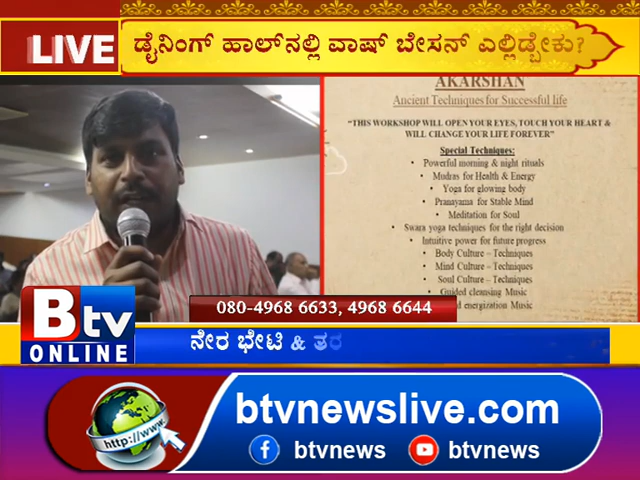 LIVE
ಡೈನಿಂಗ್ ಹಾಲ್‌ನಲ್ಲಿ ವಾಷ್ ಬೇಸನ್ ಎಲ್ಲಿಡ್ಬೇಕು?
AKARSHAN
Ancient Techniques for Successful life
“THIS WORKSHOP WILL OPEN YOUR EYES, TOUCH YOUR HEART &
WILL CHANGE YOUR LIFE FOREVER”
Special Techniques:
• Powerful morning & night rituals
• Mudras for Health & Energy
• Yoga for glowing body
• Pranayama for Stable Mind
• Meditation for Soul
• Swara yoga techniques for the right decision
• Intuitive power for future progress
• Body Culture – Techniques
• Mind Culture – Techniques
• Soul Culture – Techniques
• Guided cleansing Music
energization Music
080-4968 6633, 4968 6644
Btv
ONLINE
ನೇರ ಭೇಟಿ & ತರ
http://www.
btvnewslive.com
f btvnews
btvnews